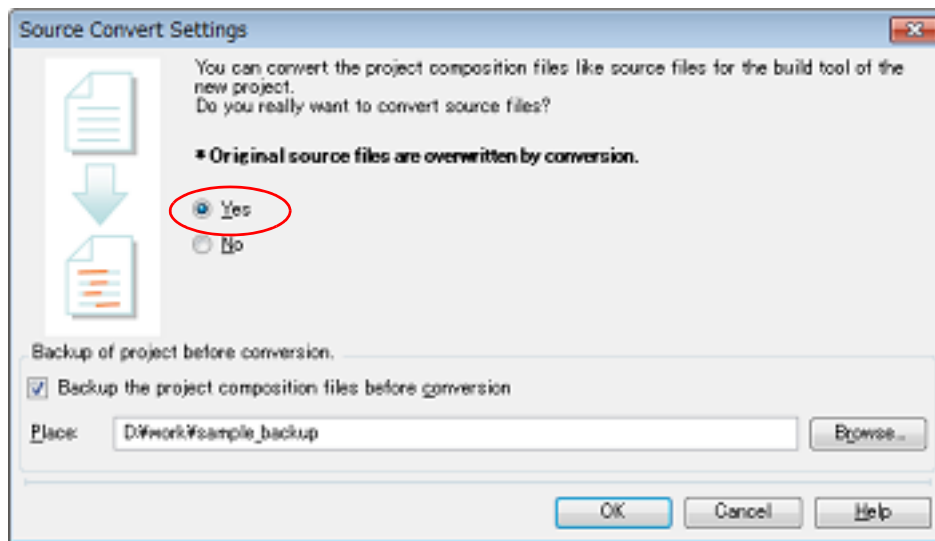 Source Convert Settings
You can convert the project composition files like source files for the build tool of the
new project.
Do you really want to convert source files?
* Original source files are overwritten by conversion.
Yes
No
Backup of project before conversion.
Backup the project composition files before conversion
Place:
D:¥work¥sample_backup
Browse...
OK
Cancel
Help